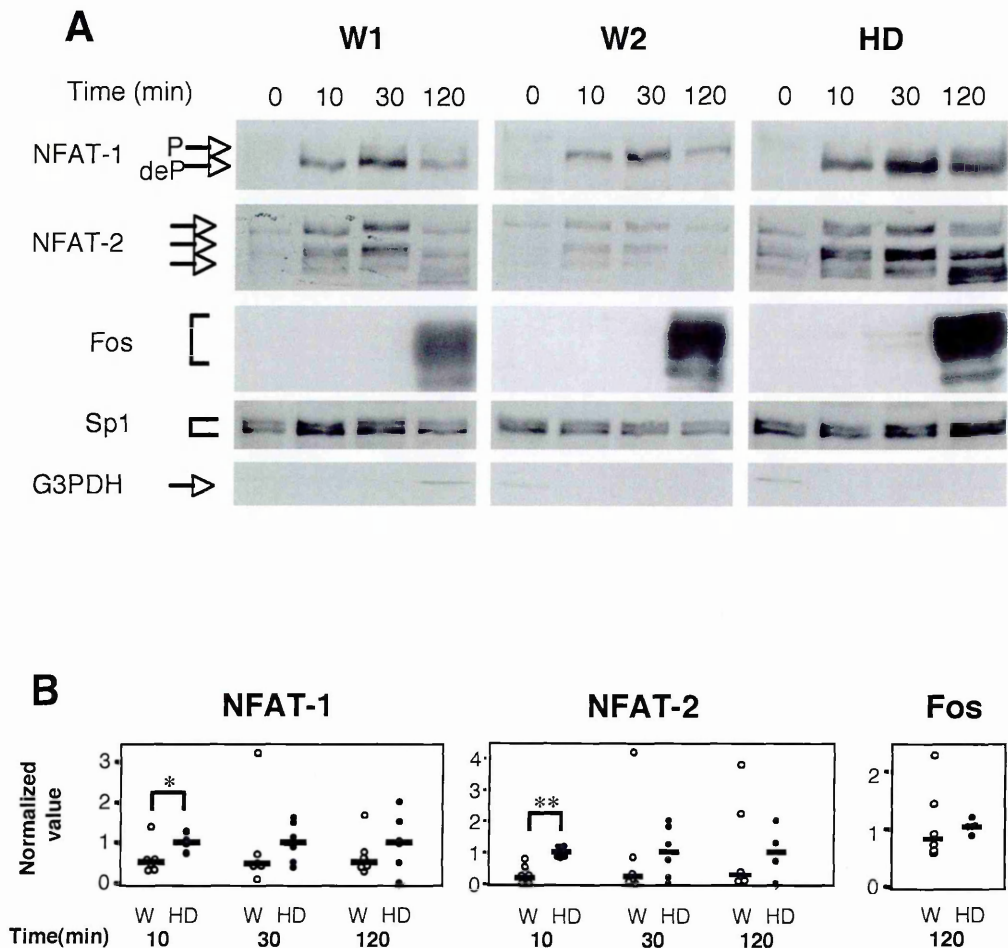 A
W1 W2 HD
Time (min) 0 10 30 120 0 10 30 120 0 10 30 120
NFAT-1 P
deP
NFAT-2
Fos
Sp1
G3PDH
B
NFAT-1 NFAT-2 Fos
Normalized value
3
2
1
0
*
4
3
2
1
0
**
2
1
0
W HD W HD W HD W HD W HD W HD W HD
Time(min) 10 30 120 10 30 120 120